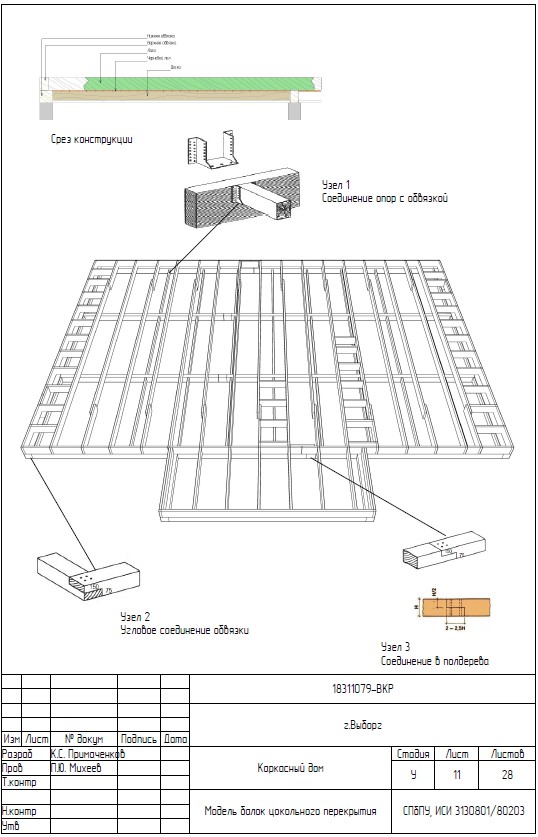 Нижняя обвязка
Верхняя обвязка
Лага
Черновой пол
Доски
Срез конструкции
Узел 1
Соединение опор с обвязкой
150
75
150
75
Узел 2
Угловое соединение обвязки
H
H/2
2 – 2,5H
Узел 3
Соединение в полдерева
18311079-ВКР
г.Выборг
Изм Лист № докум Подпись Дата
Разраб К.С. Примаченков
Пров П.Ю. Михеев
Т.контр
Н.контр
Утв
Каркасный дом
Стадия Лист Листов
У 11 28
Модель балок цокольного перекрытия
СПбПУ, ИСИ 3130801/80203